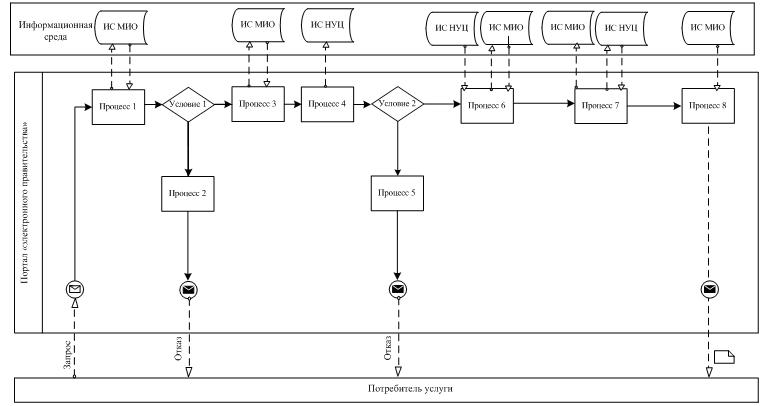 Информационная
среда
ИС МИО
ИС МИО
ИС НУЦ
ИС НУЦ
ИС МИО
ИС МИО
ИС НУЦ
ИС МИО
Портал «электронного правительства»
Процесс 1
Условие 1
Процесс 3
Процесс 4
Условие 2
Процесс 6
Процесс 7
Процесс 8
Процесс 2
Процесс 5
Запрос
Отказ
Отказ
Потребитель услуги